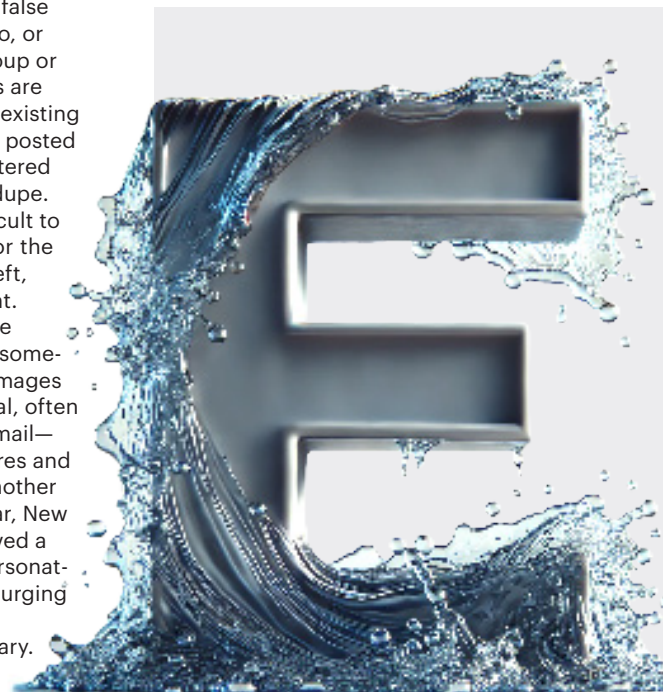 false
o, or
oup or
s are
existing
posted
tered
dupe.
cult to
or the
eft,
nt.
e
some-
mages
al, often
mail—
res and
nother
ar, New
ved a
rsonat-
urging
ary.
E